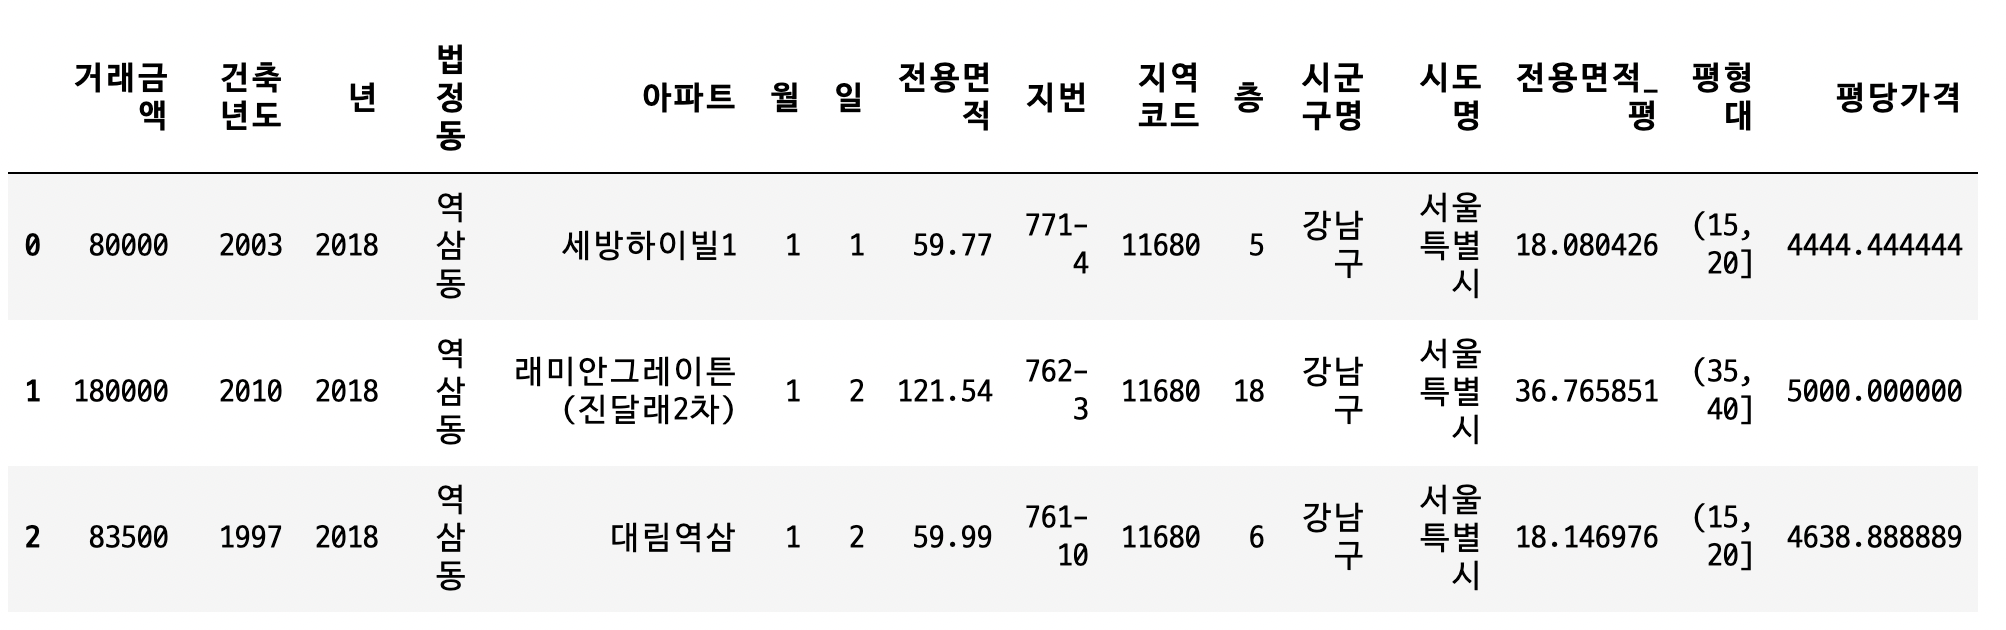 거래금액 건축년도 년 법정동 아파트 월 일 전용면적 지번 지역코드 층 시군구명 시도명 전용면적_평 평형대 평당가격
0 80000 2003 2018 역삼동 세방하이빌1 1 1 59.77 771-4 11680 5 강남구 서울특별시 18.080426 (15, 20] 4444.444444
1 180000 2010 2018 역삼동 래미안그레이튼(진달래2차) 1 2 121.54 762-3 11680 18 강남구 서울특별시 36.765851 (35, 40] 5000.000000
2 83500 1997 2018 역삼동 대림역삼 1 2 59.99 761-10 11680 6 강남구 서울특별시 18.146976 (15, 20] 4638.888889